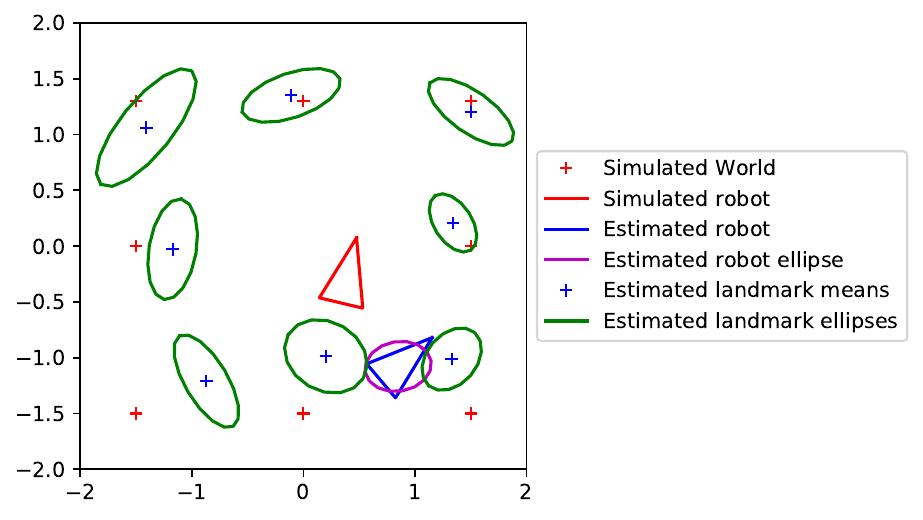 2.0
1.5
1.0
0.5
0.0
−0.5
−1.0
−1.5
−2.0
−2 −1 0 1 2
Simulated World
Simulated robot
Estimated robot
Estimated robot ellipse
Estimated landmark means
Estimated landmark ellipses